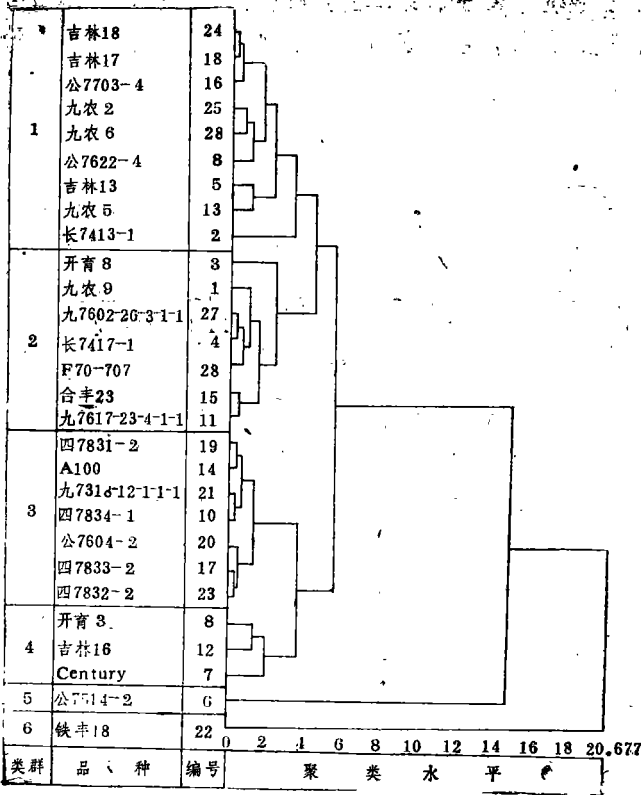 吉林18 24
吉林17 18
公7703-4 16
九农2 25
1 九农6 28
公7622-4 8
吉林13 5
九农5 13
长7413-1 2
开育8 3
九农9 1
九7602-26-3-1-1 27
2 长7417-1 4
F70-707 28
合丰23 15
九7617-23-4-1-1 11
四7831-2 19
A100 14
九7316-12-1-1-1 21
3 四7834-1 10
公7604-2 20
四7833-2 17
四7832-2 23
开育3 8
4 吉林16 12
Century 7
5 公7514-2 6
6 铁丰18 22
0 2 4 6 8 10 12 14 16 18 20.677
类群 品种 编号 聚类水平